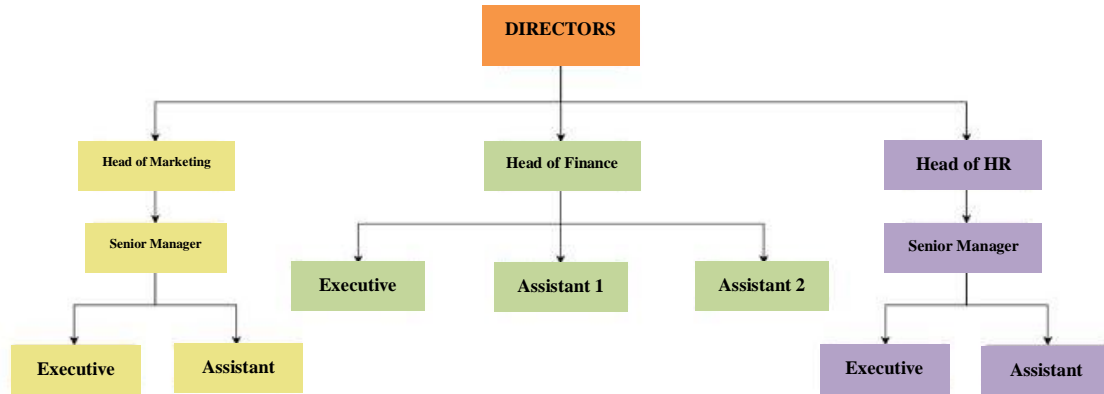 DIRECTORS
Head of Marketing
Head of Finance
Head of HR
Senior Manager
Senior Manager
Executive
Assistant 1
Assistant 2
Executive
Assistant
Executive
Assistant